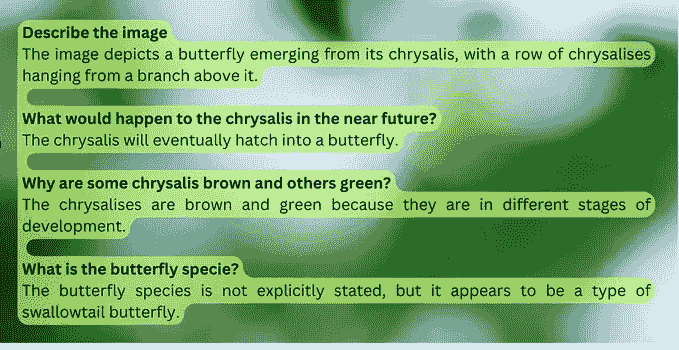 Describe the image
The image depicts a butterfly emerging from its chrysalis, with a row of chrysalises
hanging from a branch above it.
What would happen to the chrysalis in the near future?
The chrysalis will eventually hatch into a butterfly.
Why are some chrysalis brown and others green?
The chrysalises are brown and green because they are in different stages of
development.
What is the butterfly specie?
The butterfly species is not explicitly stated, but it appears to be a type of
swallowtail butterfly.